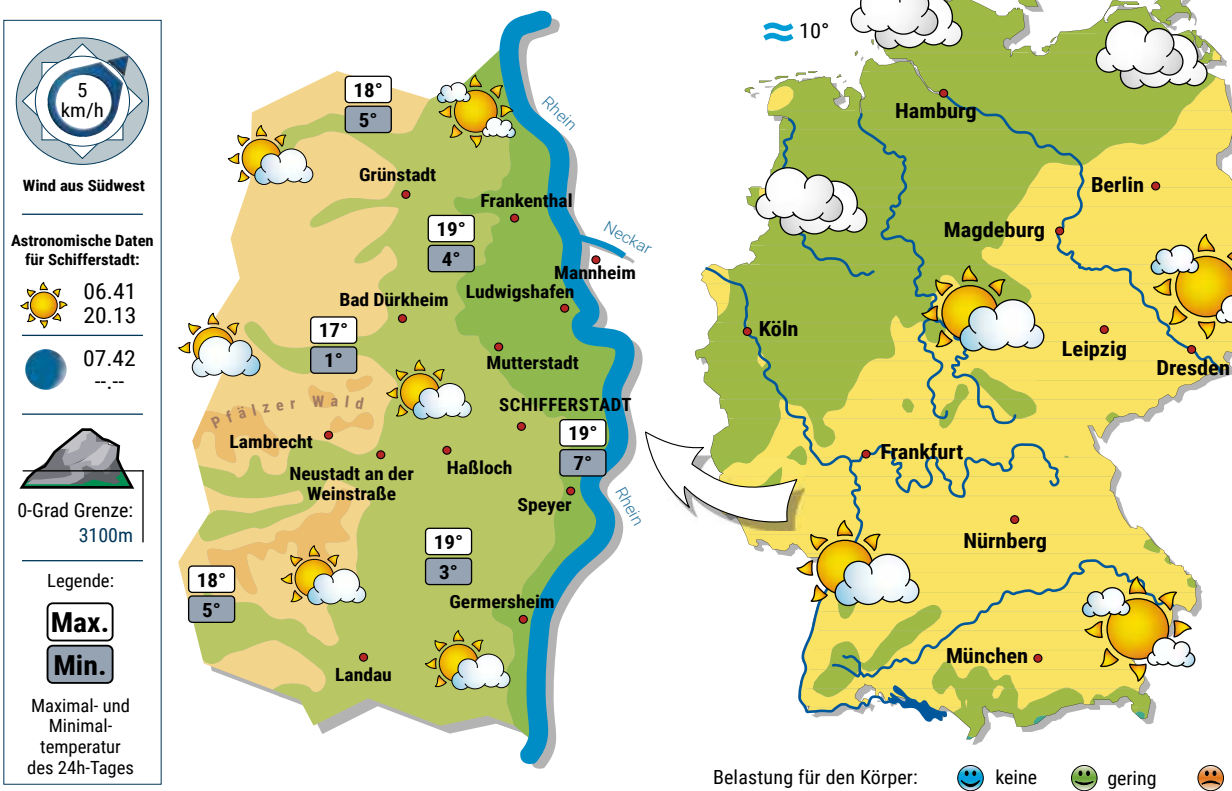 5
km/h
Wind aus Südwest
Astronomische Daten
für Schifferstadt:
06.41
20.13
07.42
--.--
0-Grad Grenze:
3100m
Legende:
Max.
Min.
Maximal- und
Minimal-
temperatur
des 24h-Tages
18°
5°
Rhein
Grünstadt
Frankenthal
19°
4°
Neckar
Mannheim
Ludwigshafen
Bad Dürkheim
17°
1°
Mutterstadt
Pfälzer Wald
SCHIFFERSTADT
19°
7°
Lambrecht
Haßloch
Neustadt an der
Weinstraße
Speyer
Rhein
19°
3°
18°
5°
Germersheim
Landau
10°
Hamburg
Berlin
Magdeburg
Köln
Leipzig
Dresden
Frankfurt
Nürnberg
München
Belastung für den Körper: keine gering